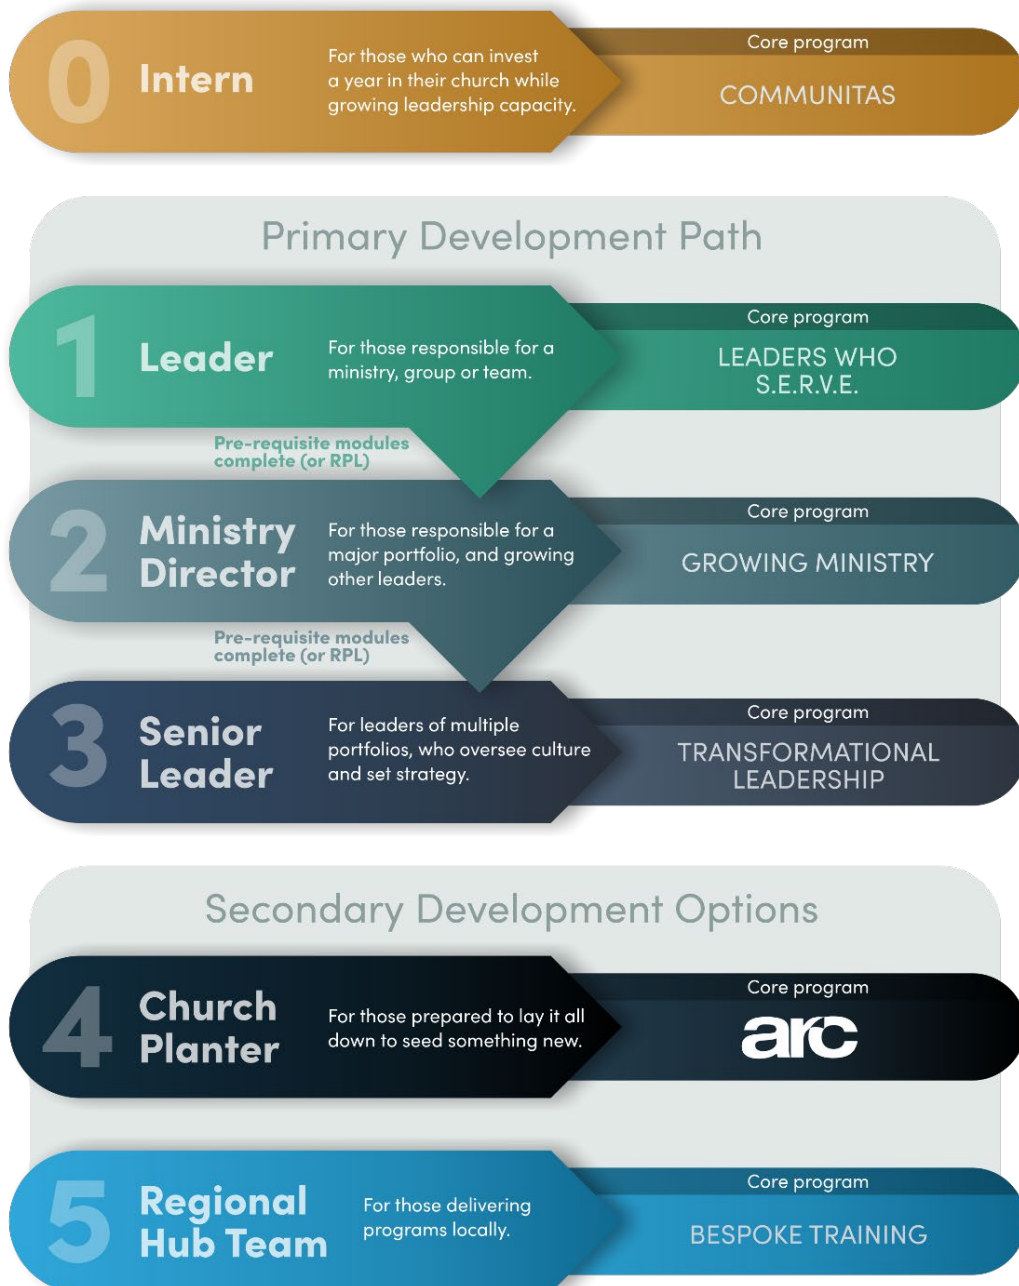 0
Intern
For those who can invest
a year in their church while
growing leadership capacity.
Core program
COMMUNITAS
Primary Development Path
1
Leader
For those responsible for a
ministry, group or team.
Core program
LEADERS WHO
S.E.R.V.E.
Pre-requisite modules
complete (or RPL)
2
Ministry
Director
For those responsible for a
major portfolio, and growing
other leaders.
Core program
GROWING MINISTRY
Pre-requisite modules
complete (or RPL)
3
Senior
Leader
For leaders of multiple
portfolios, who oversee culture
and set strategy.
Core program
TRANSFORMATIONAL
LEADERSHIP
Secondary Development Options
4
Church
Planter
For those prepared to lay it all
down to seed something new.
Core program
arc
5
Regional
Hub Team
For those delivering
programs locally.
Core program
BESPOKE TRAINING